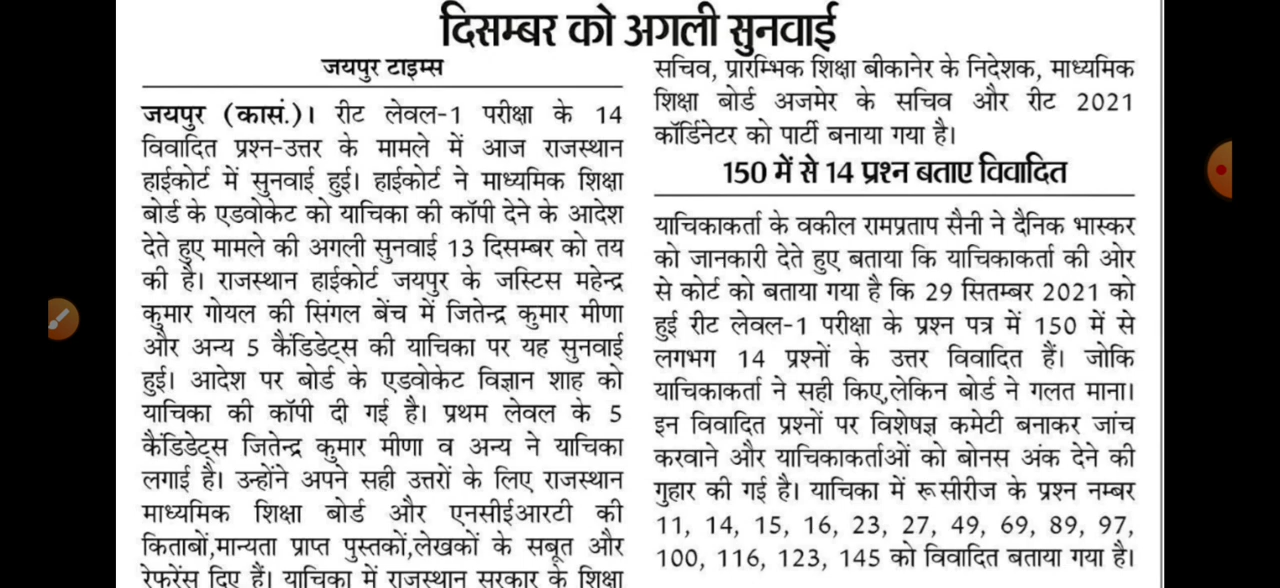 दिसम्बर को अगली सुनवाई
जयपुर टाइम्स
जयपुर (कासं.)। रीट लेवल-1 परीक्षा के 14
विवादित प्रश्न-उत्तर के मामले में आज राजस्थान
हाईकोर्ट में सुनवाई हुई। हाईकोर्ट ने माध्यमिक शिक्षा
बोर्ड के एडवोकेट को याचिका की कॉपी देने के आदेश
देते हुए मामले की अगली सुनवाई 13 दिसम्बर को तय
की है। राजस्थान हाईकोर्ट जयपुर के जस्टिस महेन्द्र
कुमार गोयल की सिंगल बेंच में जितेन्द्र कुमार मीणा
और अन्य 5 कैंडिडेट्स की याचिका पर यह सुनवाई
हुई। आदेश पर बोर्ड के एडवोकेट विज्ञान शाह को
याचिका की कॉपी दी गई है। प्रथम लेवल के 5
कैंडिडेट्स जितेन्द्र कुमार मीणा व अन्य ने याचिका
लगाई है। उन्होंने अपने सही उत्तरों के लिए राजस्थान
माध्यमिक शिक्षा बोर्ड और एनसीईआरटी की
किताबों,मान्यता प्राप्त पुस्तकों,लेखकों के सबूत और
रेफरेंस दिए हैं। याचिका में राजस्थान सरकार के शिक्षा
सचिव, प्रारम्भिक शिक्षा बीकानेर के निदेशक, माध्यमिक
शिक्षा बोर्ड अजमेर के सचिव और रीट 2021
कॉर्डिनेटर को पार्टी बनाया गया है।
150 में से 14 प्रश्न बताए विवादित
याचिकाकर्ता के वकील रामप्रताप सैनी ने दैनिक भास्कर
को जानकारी देते हुए बताया कि याचिकाकर्ता की ओर
से कोर्ट को बताया गया है कि 29 सितम्बर 2021 को
हुई रीट लेवल-1 परीक्षा के प्रश्न पत्र में 150 में से
लगभग 14 प्रश्नों के उत्तर विवादित हैं। जोकि
याचिकाकर्ता ने सही किए,लेकिन बोर्ड ने गलत माना।
इन विवादित प्रश्नों पर विशेषज्ञ कमेटी बनाकर जांच
करवाने और याचिकाकर्ताओं को बोनस अंक देने की
गुहार की गई है। याचिका में रू सीरीज के प्रश्न नम्बर
11, 14, 15, 16, 23, 27, 49, 69, 89, 97,
100, 116, 123, 145 को विवादित बताया गया है।